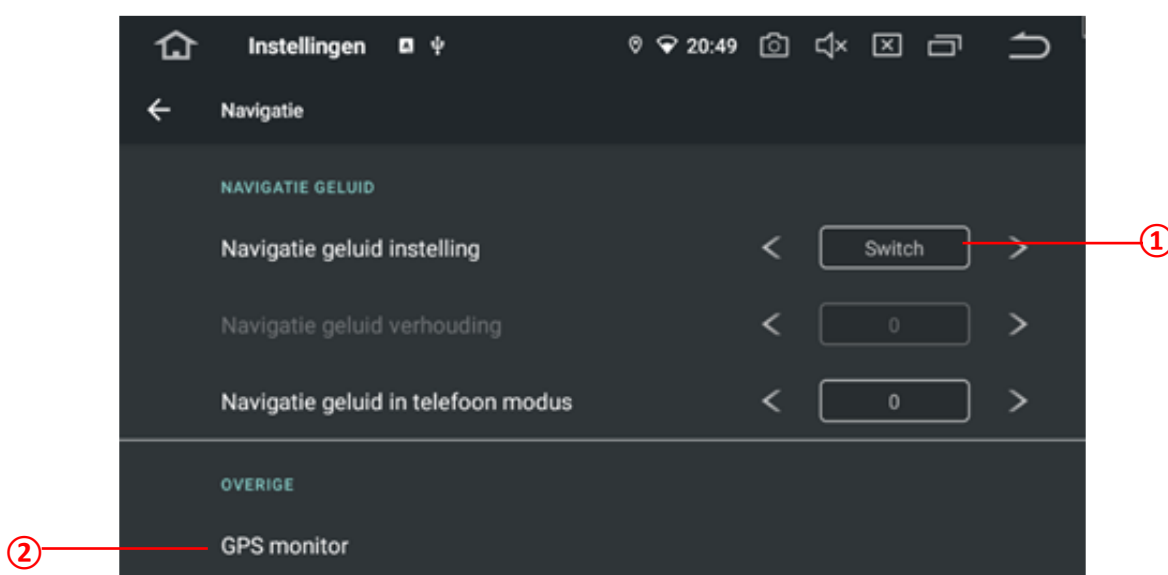 Instellingen 20:49
Navigatie
NAVIGATIE GELUID
Navigatie geluid instelling < Switch > 1
Navigatie geluid verhouding < 0 >
Navigatie geluid in telefoon modus < 0 >
OVERIGE
2 GPS monitor